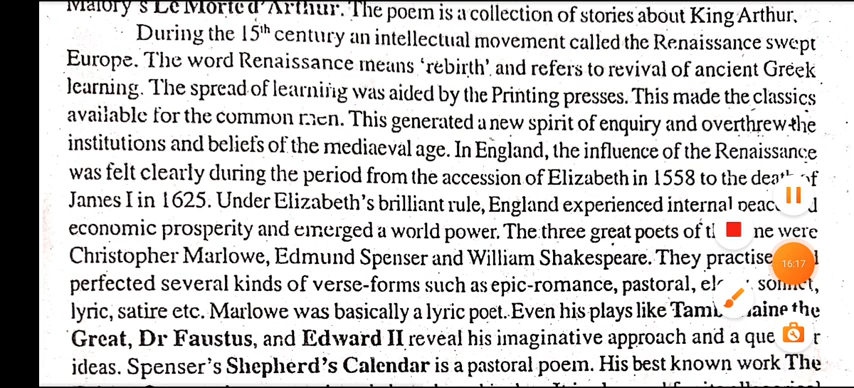 Malory's Le Morte d'Arthur. The poem is a collection of stories about King Arthur.
During the 15th century an intellectual movement called the Renaissance swept
Europe. The word Renaissance means 'rebirth' and refers to revival of ancient Greek
learning. The spread of learning was aided by the Printing presses. This made the classics
available for the common men. This generated a new spirit of enquiry and overthrew the
institutions and beliefs of the mediaeval age. In England, the influence of the Renaissance
was felt clearly during the period from the accession of Elizabeth in 1558 to the death of
James I in 1625. Under Elizabeth's brilliant rule, England experienced internal
economic prosperity and emerged a world power. The three great poets of were
Christopher Marlowe, Edmund Spenser and William Shakespeare. They
16:17
perfected several kinds of verse-forms such as epic-romance, pastoral, sonnet,
lyric, satire etc. Marlowe was basically a lyric poet. Even his plays like the
Great, Dr Faustus, and Edward II reveal his imaginative approach and a
ideas. Spenser's Shepherd's Calendar is a pastoral poem. His best known work The